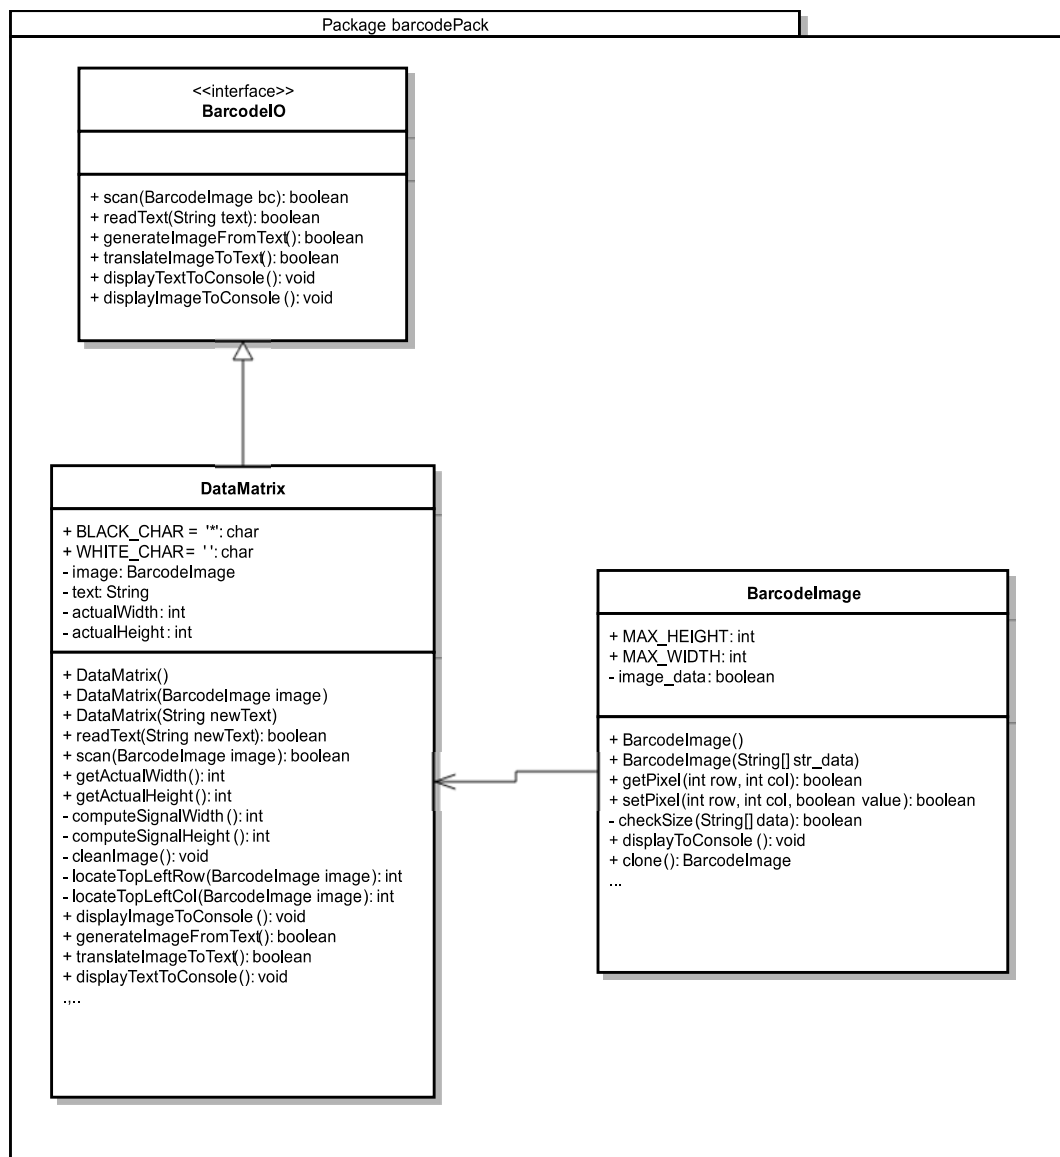 Package barcodePack
<<interface>>
BarcodeIO
+ scan(BarcodeImage bc): boolean
+ readText(String text): boolean
+ generateImageFromText(): boolean
+ translateImageToText(): boolean
+ displayTextToConsole(): void
+ displayImageToConsole (): void
DataMatrix
+ BLACK_CHAR = '*': char
+ WHITE_CHAR= ' ': char
- image: BarcodeImage
- text: String
- actualWidth: int
- actualHeight: int
+ DataMatrix()
+ DataMatrix(BarcodeImage image)
+ DataMatrix(String newText)
+ readText(String newText): boolean
+ scan(BarcodeImage image): boolean
+ getActualWidth(): int
+ getActualHeight(): int
- computeSignalWidth(): int
- computeSignalHeight(): int
- cleanImage(): void
- locateTopLeftRow(BarcodeImage image): int
- locateTopLeftCol(BarcodeImage image): int
+ displayImageToConsole (): void
+ generateImageFromText(): boolean
+ translateImageToText(): boolean
+ displayTextToConsole(): void
.,..
BarcodeImage
+ MAX_HEIGHT: int
+ MAX_WIDTH: int
- image_data: boolean
+ BarcodeImage()
+ BarcodeImage(String[] str_data)
+ getPixel(int row, int col): boolean
+ setPixel(int row, int col, boolean value): boolean
- checkSize(String[] data): boolean
+ displayToConsole (): void
+ clone(): BarcodeImage
...